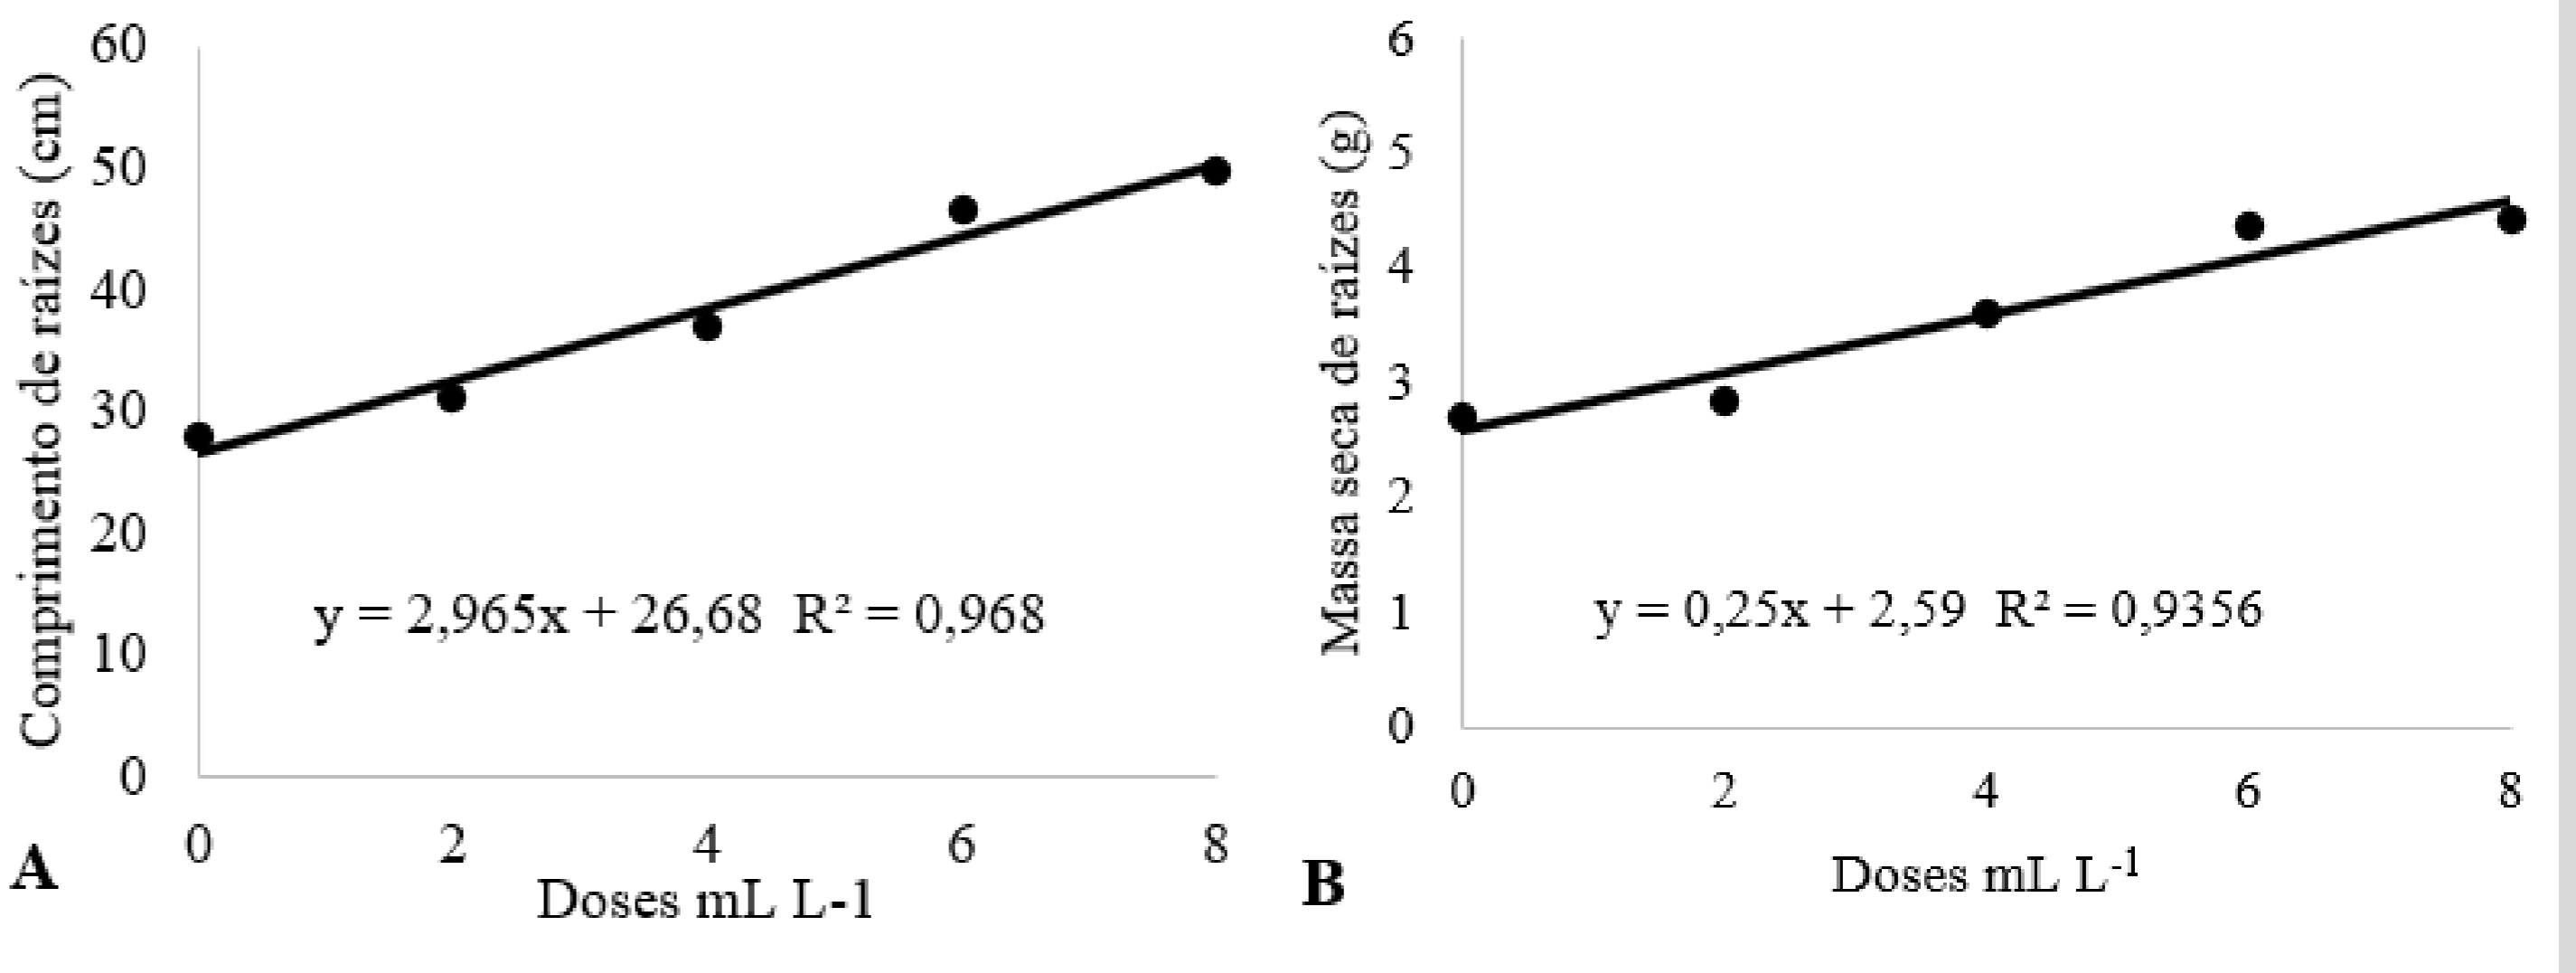 Comprimento de raízes (cm)
60
50
40
30
20
10
0
y = 2,965x + 26,68 R² = 0,968
0 2 4 6 8
Doses mL L-1
A
Massa seca de raízes (g)
6
5
4
3
2
1
0
y = 0,25x + 2,59 R² = 0,9356
0 2 4 6 8
Doses mL L⁻¹
B